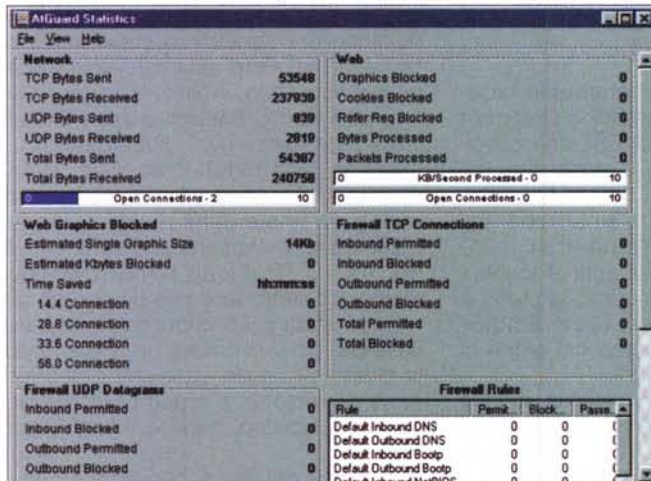 AtGuard Statistics
File View Help
Network
TCP Bytes Sent 53548
TCP Bytes Received 237939
UDP Bytes Sent 839
UDP Bytes Received 2819
Total Bytes Sent 54387
Total Bytes Received 240758
0 Open Connections - 2 10
Web
Graphics Blocked 0
Cookies Blocked 0
Refer Req Blocked 0
Bytes Processed 0
Packets Processed 0
0 KB/Second Processed - 0 10
0 Open Connections - 0 10
Web Graphics Blocked
Estimated Single Graphic Size 14Kb
Estimated Kbytes Blocked 0
Time Saved hh:mm:ss
14.4 Connection 0
28.8 Connection 0
33.6 Connection 0
56.0 Connection 0
Firewall TCP Connections
Inbound Permitted 0
Inbound Blocked 0
Outbound Permitted 0
Outbound Blocked 0
Total Permitted 0
Total Blocked 0
Firewall UDP Datagrams
Inbound Permitted 0
Inbound Blocked 0
Outbound Permitted 0
Outbound Blocked 0
Firewall Rules
Rule Permit... Block... Passe...
Default Inbound DNS 0 0
Default Outbound DNS 0 0
Default Inbound Bootp 0 0
Default Outbound Bootp 0 0
Default Inbound NetBIOS 0 0